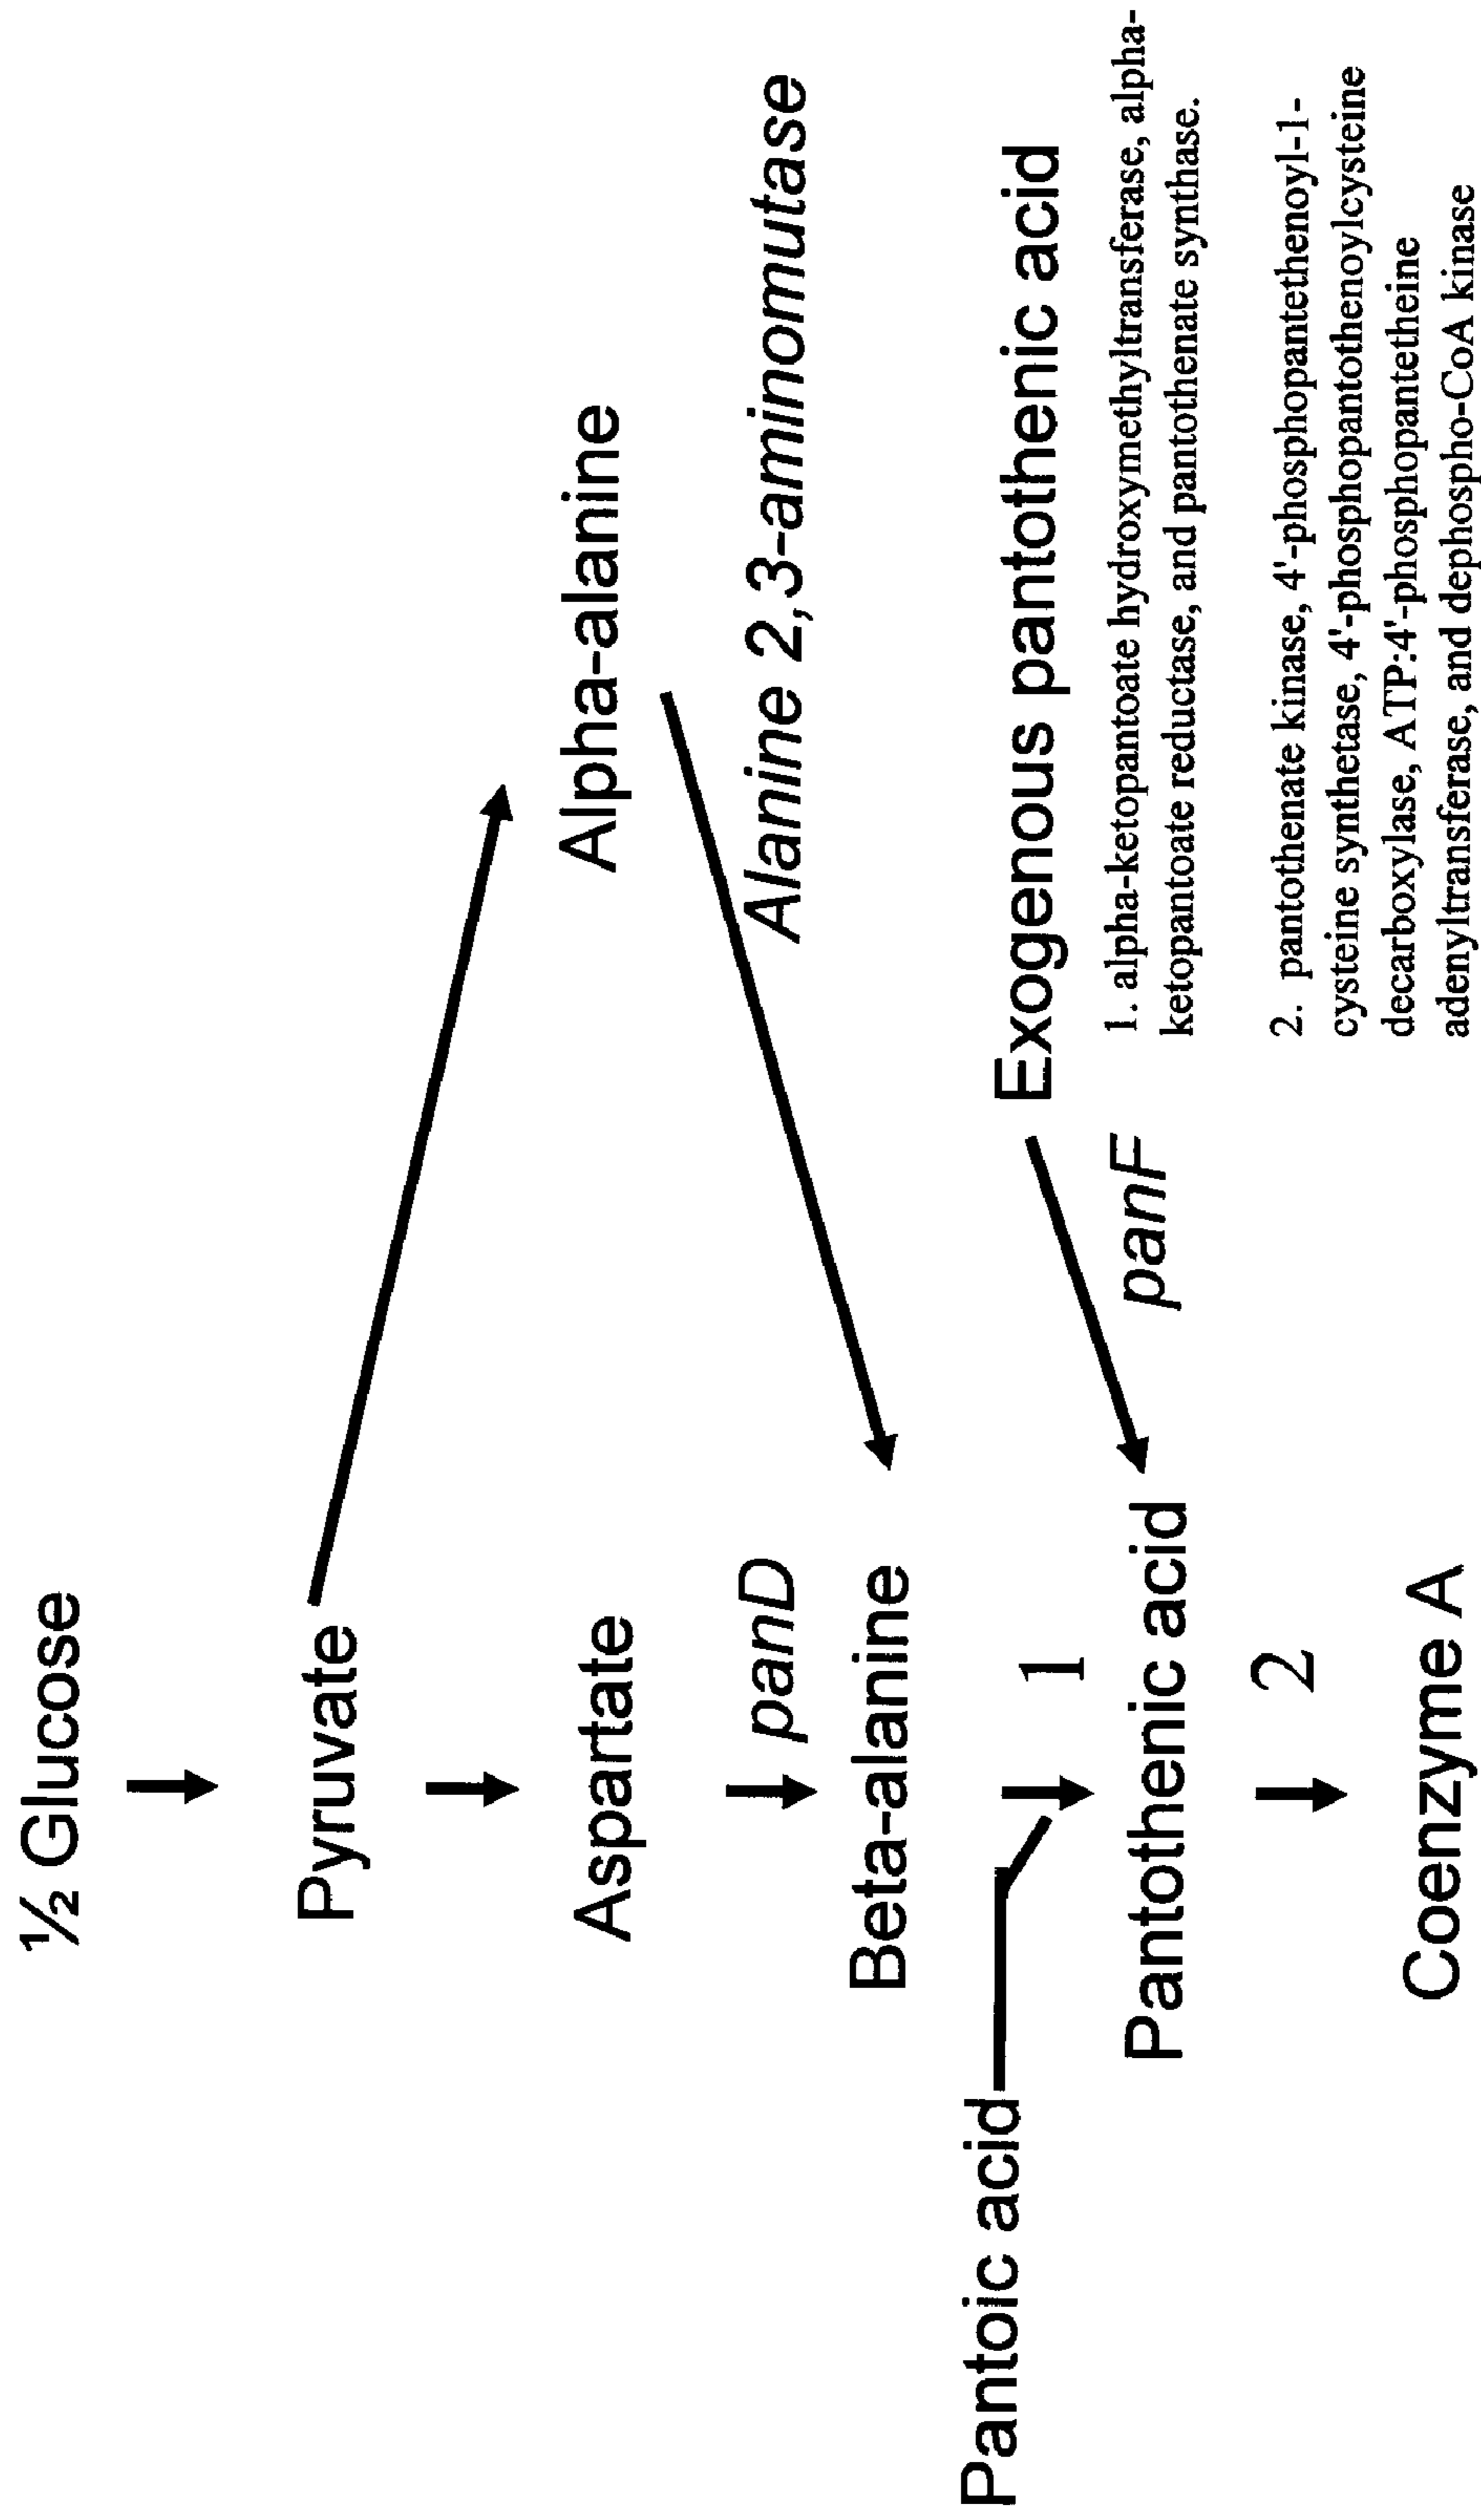 ½ Glucose
Pyruvate
Alpha-alanine
Aspartate
Alanine 2,3-aminomutase
panD
Beta-alanine
Pantoic acid
Exogenous pantothenic acid
1
panF
Pantothenic acid
1. alpha-ketopantoate hydroxymethyltransferase, alpha-
ketopantoate reductase, and pantothenate synthase.
2
2. pantothenate kinase, 4'-phosphopantethenoyl-1-
cysteine synthetase, 4'-phosphopantothenoylcysteine
decarboxylase, ATP:4'-phosphopantetheine
adenyltransferase, and dephospho-CoA kinase
Coenzyme A